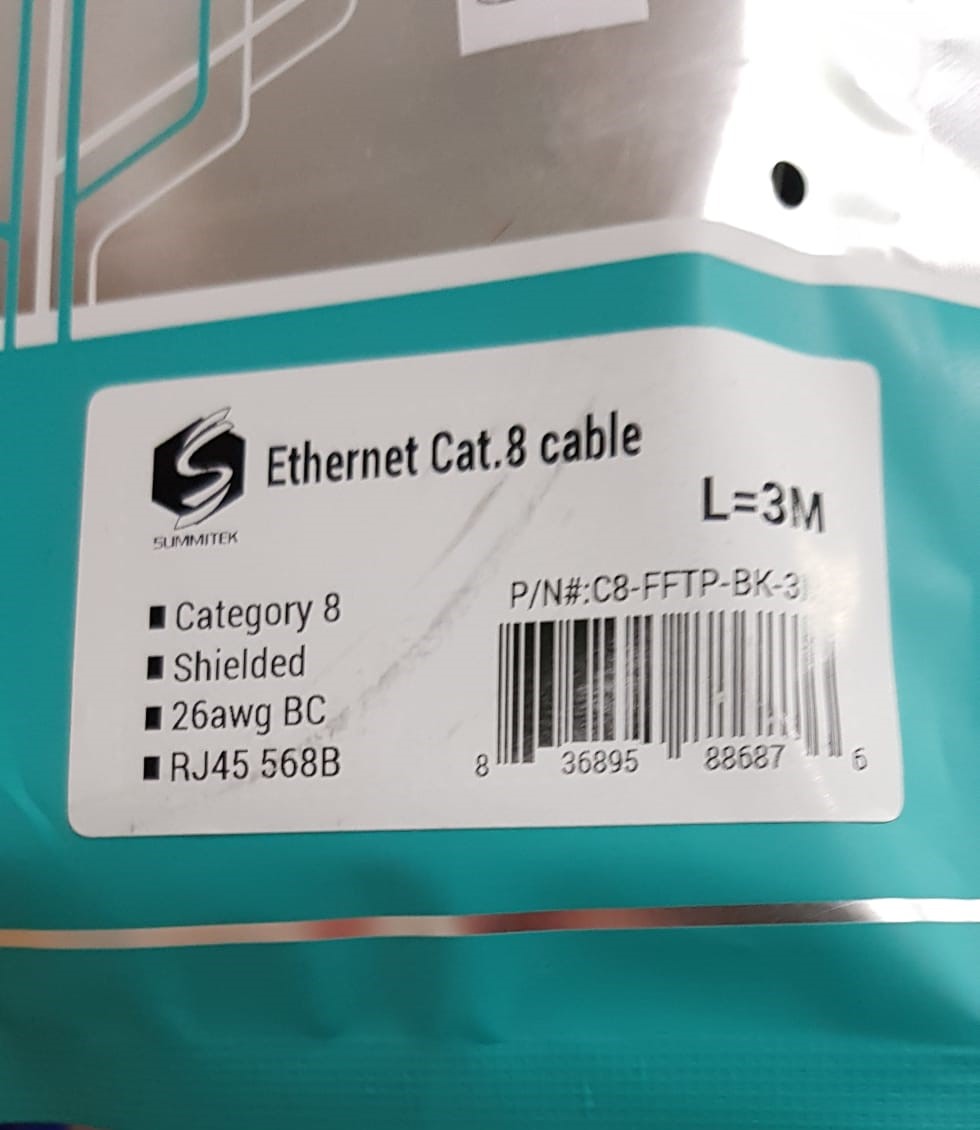 Ethernet Cat.8 cable
SUMMITEK
L=3M
P/N#:C8-FFTP-BK-3
Category 8
Shielded
26awg BC
RJ45 568B
8 36895 88687 6